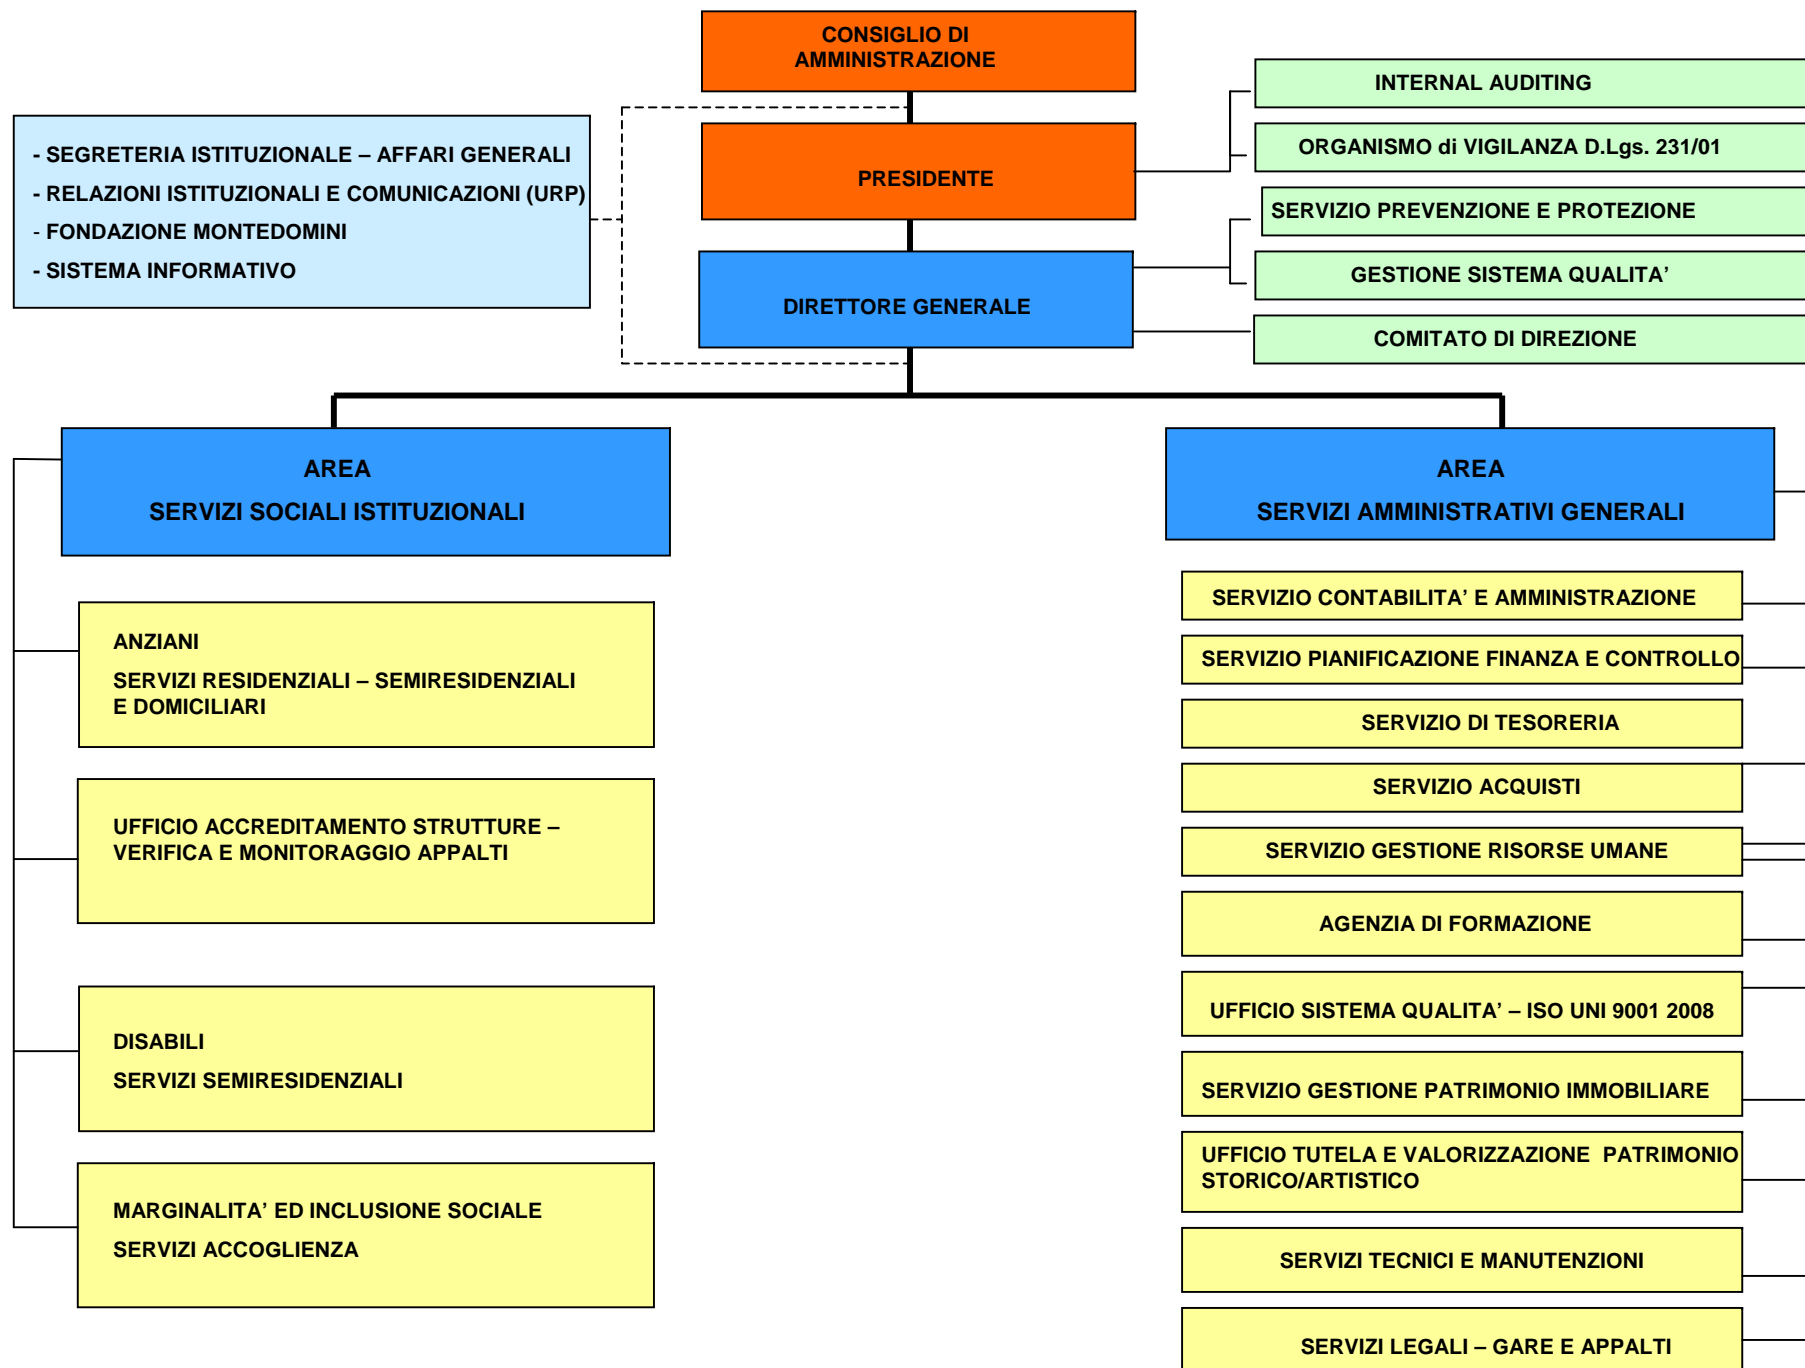 CONSIGLIO DI
AMMINISTRAZIONE
PRESIDENTE
DIRETTORE GENERALE
- SEGRETERIA ISTITUZIONALE – AFFARI GENERALI
- RELAZIONI ISTITUZIONALI E COMUNICAZIONI (URP)
- FONDAZIONE MONTEDOMINI
- SISTEMA INFORMATIVO
INTERNAL AUDITING
ORGANISMO di VIGILANZA D.Lgs. 231/01
SERVIZIO PREVENZIONE E PROTEZIONE
GESTIONE SISTEMA QUALITA’
COMITATO DI DIREZIONE
AREA
SERVIZI SOCIALI ISTITUZIONALI
ANZIANI
SERVIZI RESIDENZIALI – SEMIRESIDENZIALI
E DOMICILIARI
UFFICIO ACCREDITAMENTO STRUTTURE –
VERIFICA E MONITORAGGIO APPALTI
DISABILI
SERVIZI SEMIRESIDENZIALI
MARGINALITA’ ED INCLUSIONE SOCIALE
SERVIZI ACCOGLIENZA
AREA
SERVIZI AMMINISTRATIVI GENERALI
SERVIZIO CONTABILITA’ E AMMINISTRAZIONE
SERVIZIO PIANIFICAZIONE FINANZA E CONTROLLO
SERVIZIO DI TESORERIA
SERVIZIO ACQUISTI
SERVIZIO GESTIONE RISORSE UMANE
AGENZIA DI FORMAZIONE
UFFICIO SISTEMA QUALITA’ – ISO UNI 9001 2008
SERVIZIO GESTIONE PATRIMONIO IMMOBILIARE
UFFICIO TUTELA E VALORIZZAZIONE PATRIMONIO
STORICO/ARTISTICO
SERVIZI TECNICI E MANUTENZIONI
SERVIZI LEGALI – GARE E APPALTI